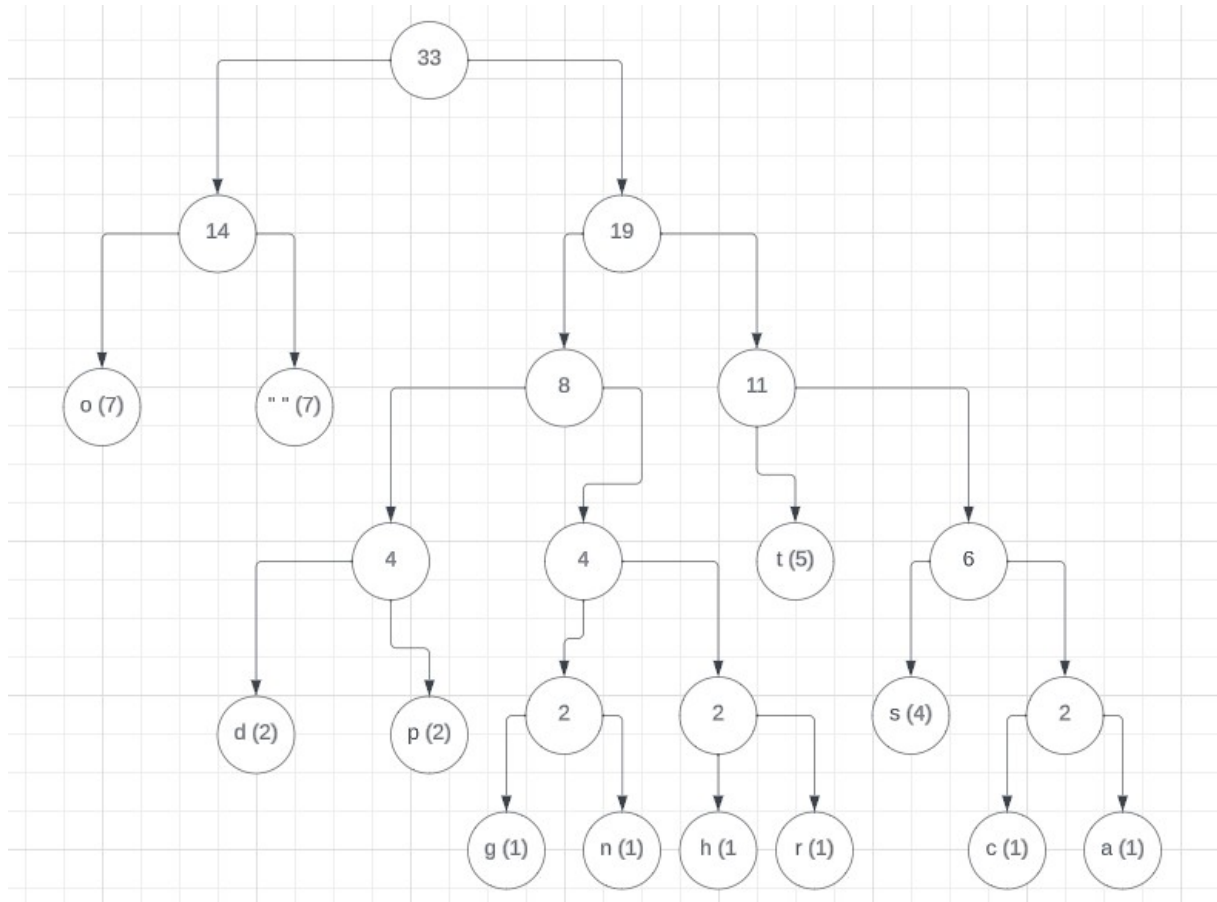 33
14
19
8
11
o (7)
" " (7)
4
4
t (5)
6
d (2)
p (2)
2
2
s (4)
2
g (1)
n (1)
h (1
r (1)
c (1)
a (1)